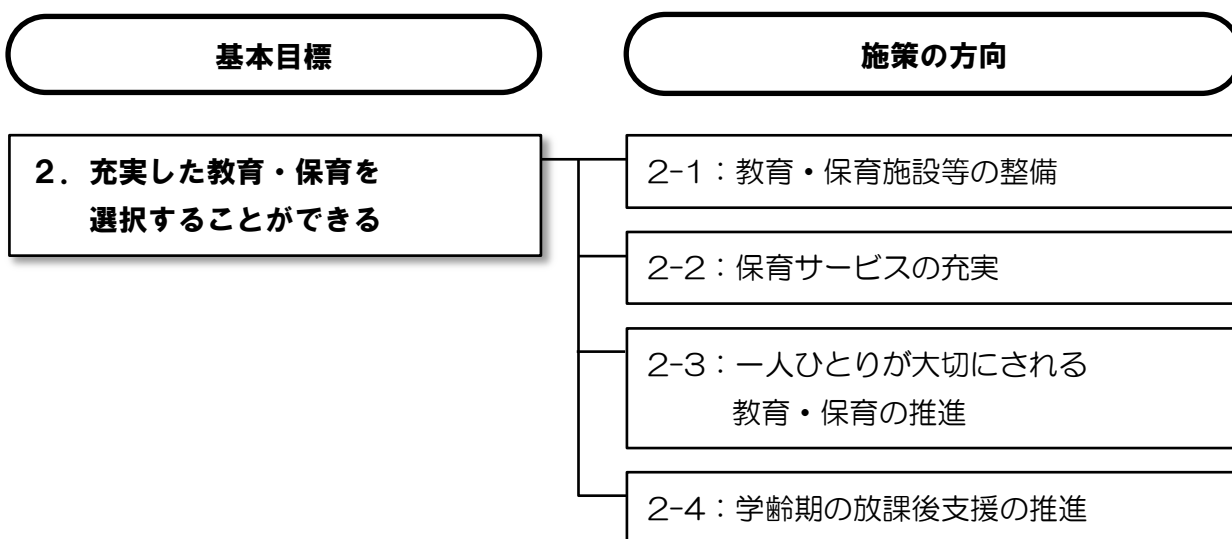 基本目標
施策の方向
2．充実した教育・保育を
選択することができる
2-1：教育・保育施設等の整備
2-2：保育サービスの充実
2-3：一人ひとりが大切にされる
教育・保育の推進
2-4：学齢期の放課後支援の推進